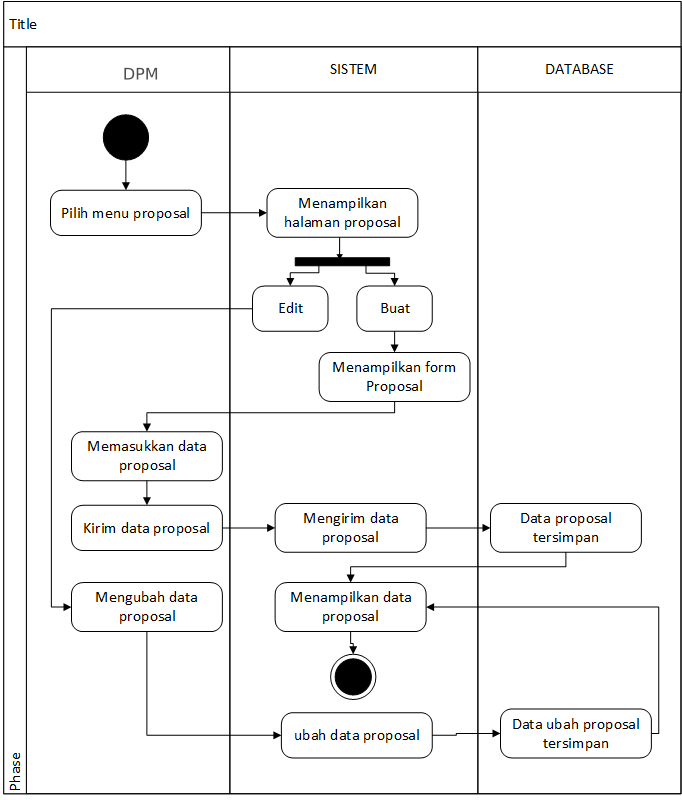 Title
DPM
SISTEM
DATABASE
Pilih menu proposal
Menampilkan
halaman proposal
Edit
Buat
Menampilkan form
Proposal
Memasukkan data
proposal
Kirim data proposal
Mengirim data
proposal
Data proposal
tersimpan
Mengubah data
proposal
Menampilkan data
proposal
ubah data proposal
Data ubah proposal
tersimpan
Phase